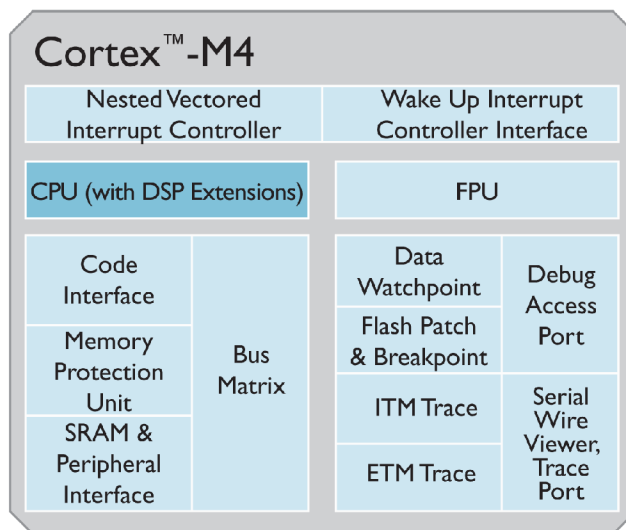 Cortex™-M4
Nested Vectored
Interrupt Controller
Wake Up Interrupt
Controller Interface
CPU (with DSP Extensions)
FPU
Code
Interface
Memory
Protection
Unit
SRAM &
Peripheral
Interface
Bus
Matrix
Data
Watchpoint
Flash Patch
& Breakpoint
ITM Trace
ETM Trace
Debug
Access
Port
Serial
Wire
Viewer,
Trace
Port